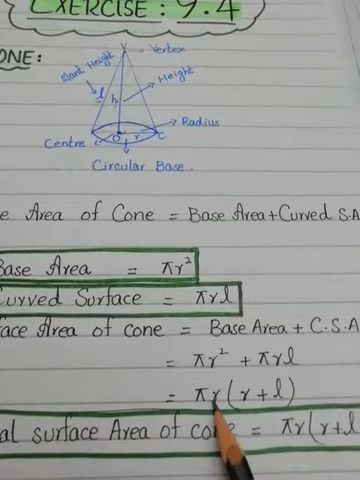 EXERCISE: 9.4
ONE:
V → Vertex
Slant Height
l
h
Height
Radius
Centre
O r C
Circular Base
e Area of Cone = Base Area + Curved S.A
Base Area = πr²
Curved Surface = πrl
face Area of cone = Base Area + C.S.A
= πr² + πrl
= πr(r+l)
al surface Area of cone = πr(r+l